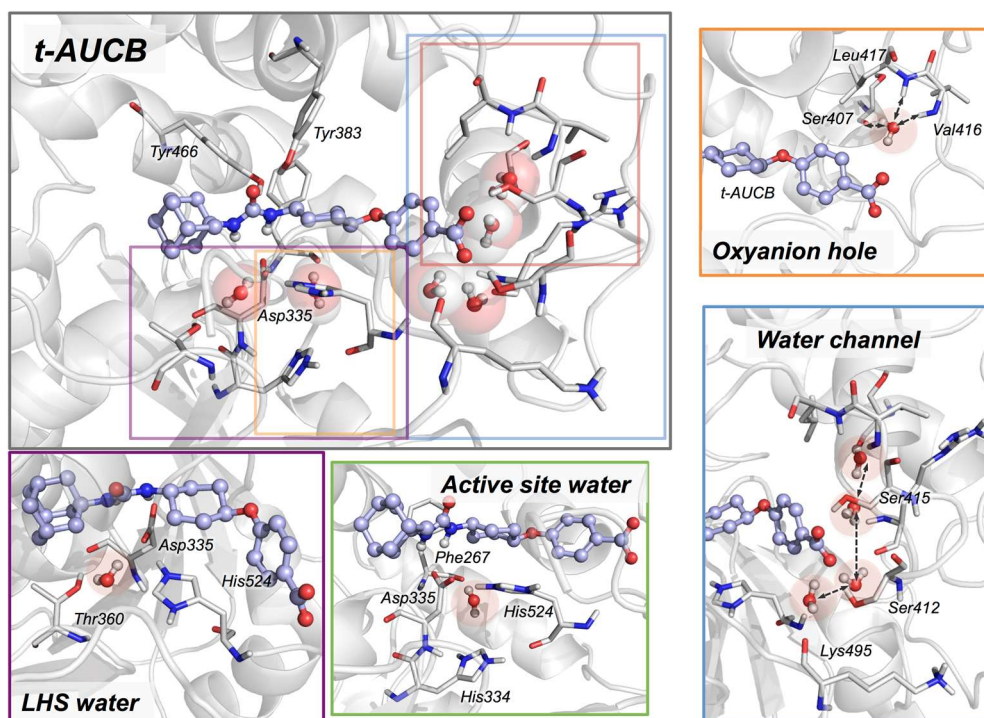 t-AUCB
Tyr466
Tyr383
Asp335
Leu417
Ser407
Val416
t-AUCB
Oxyanion hole
Water channel
Ser415
Ser412
Lys495
Asp335
His524
Thr360
LHS water
Active site water
Phe267
Asp335
His524
His334